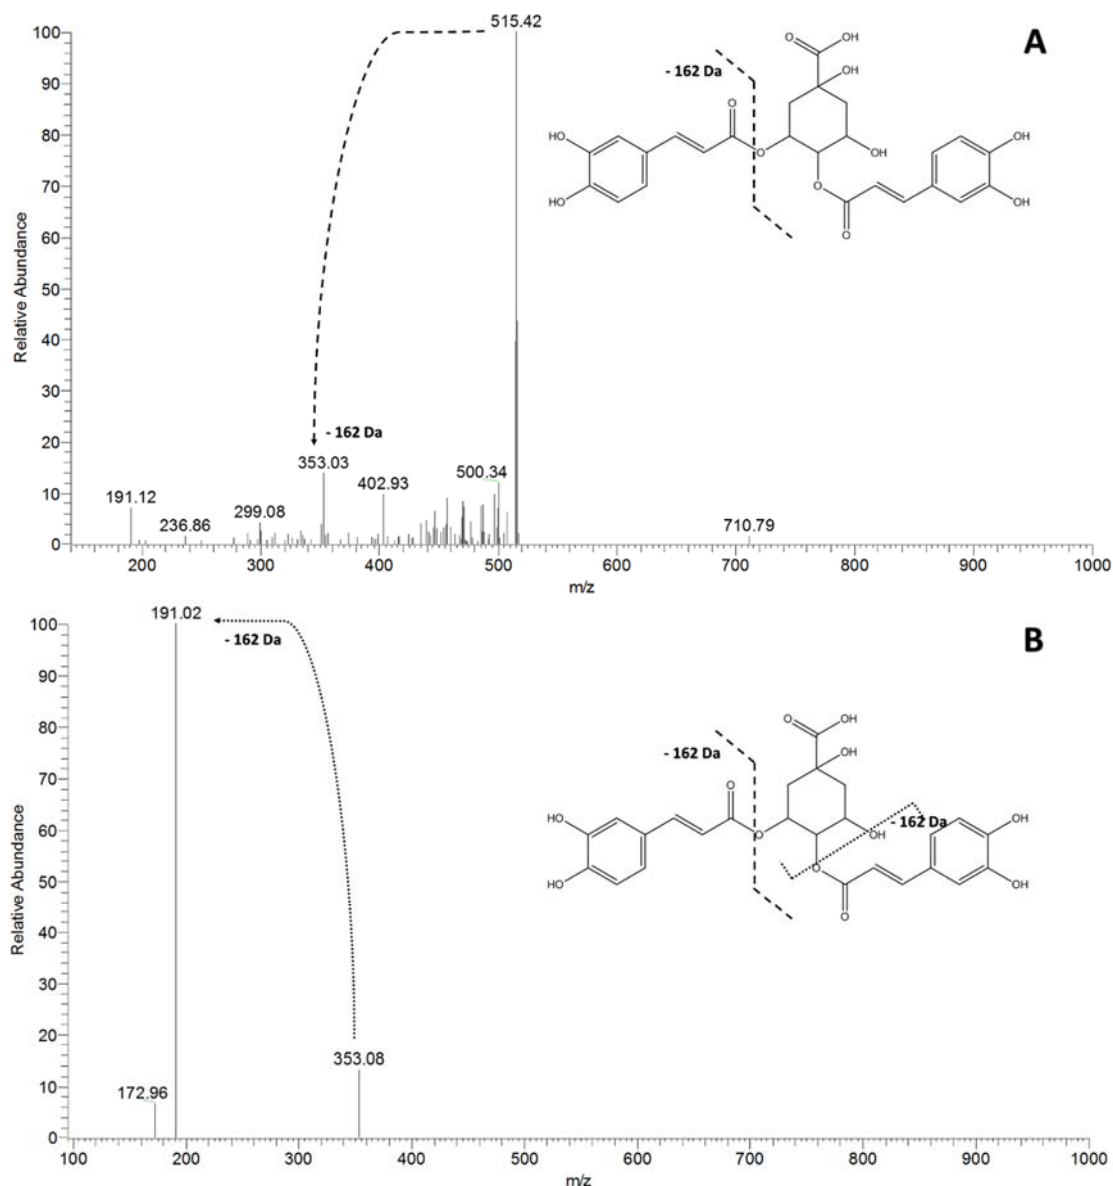 515.42
A
100
90
80
70
60
50
40
30
20
10
0
Relative Abundance
- 162 Da
O
OH
OH
O
HO
HO
O
OH
O
O
OH
OH
- 162 Da
353.03
191.12
236.86
299.08
402.93
500.34
710.79
200 300 400 500 600 700 800 900 1000
m/z
191.02
B
100
90
80
70
60
50
40
30
20
10
0
Relative Abundance
- 162 Da
O
OH
- 162 Da
OH
O
- 162 Da
HO
HO
O
OH
O
O
OH
OH
353.08
172.96
100 200 300 400 500 600 700 800 900 1000
m/z